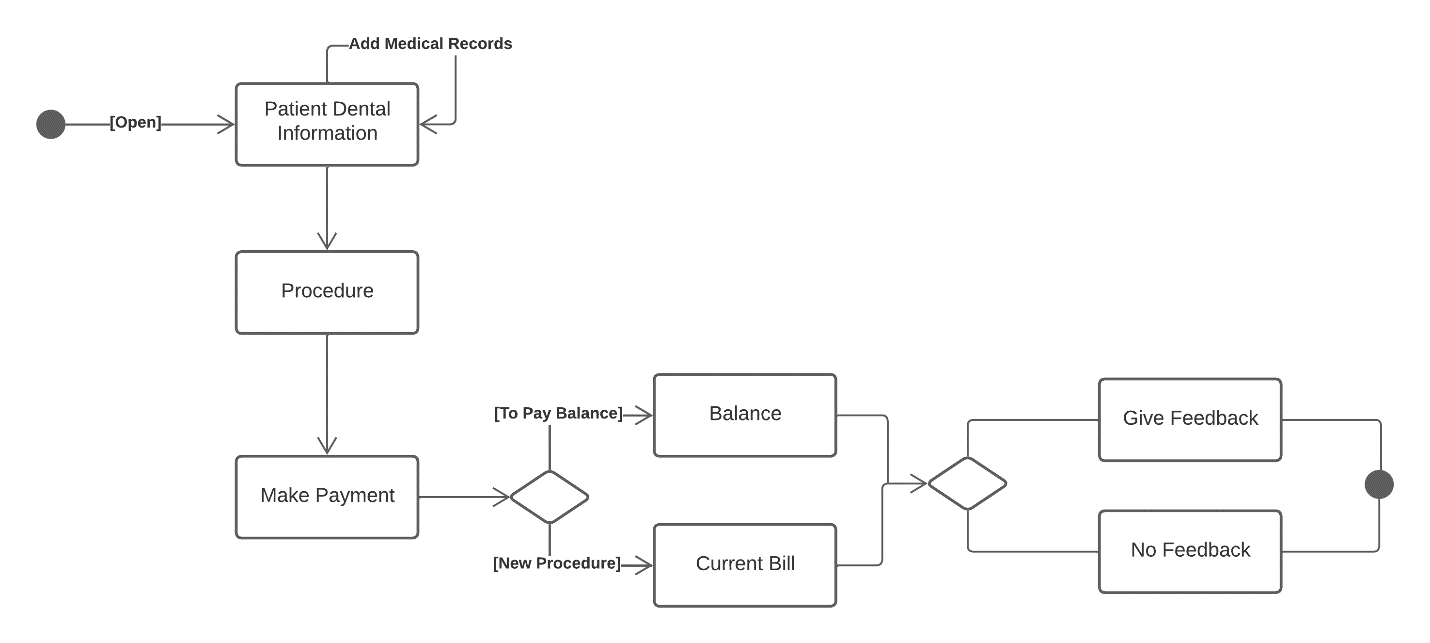 Add Medical Records
Patient Dental
Information
[Open]
Procedure
Make Payment
[To Pay Balance]
Balance
[New Procedure]
Current Bill
Give Feedback
No Feedback